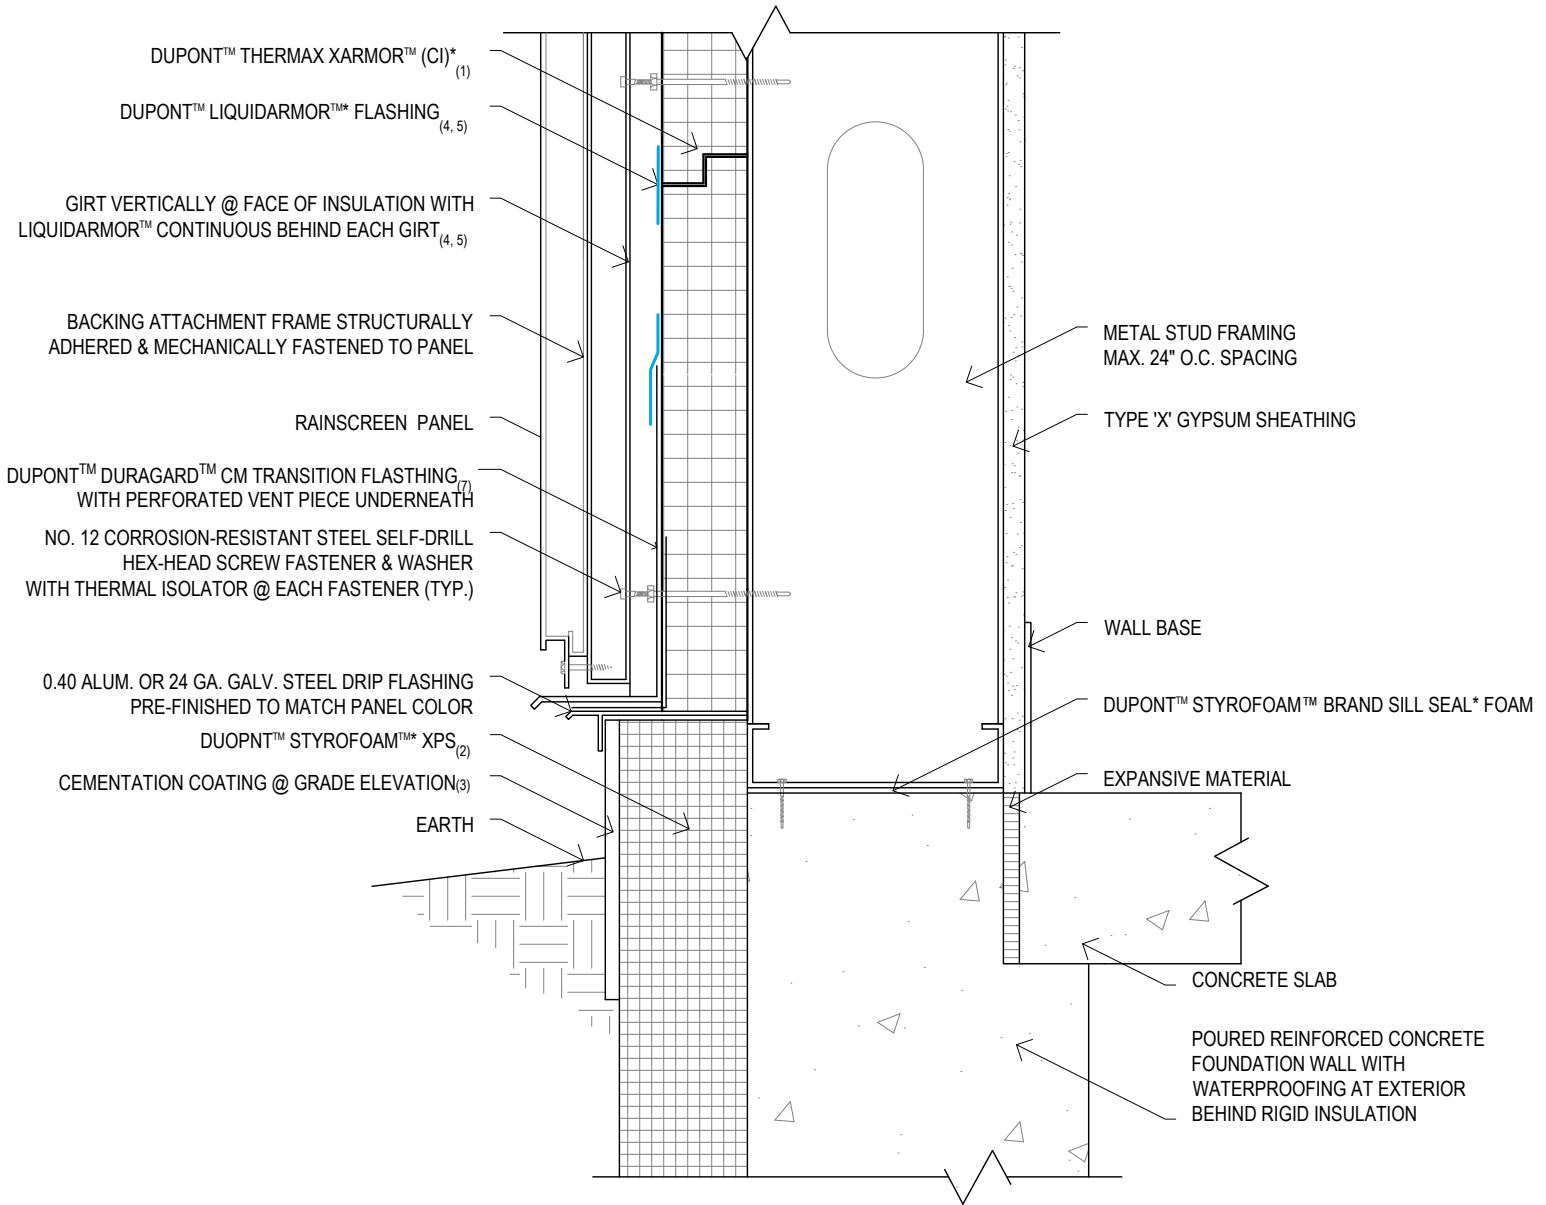 DUPONT™ THERMAX XARMOR™ (CI)*(1)
DUPONT™ LIQUIDARMOR™* FLASHING(4, 5)
GIRT VERTICALLY @ FACE OF INSULATION WITH
LIQUIDARMOR™ CONTINUOUS BEHIND EACH GIRT(4, 5)
BACKING ATTACHMENT FRAME STRUCTURALLY
ADHERED & MECHANICALLY FASTENED TO PANEL
RAINSCREEN PANEL
DUPONT™ DURAGARD™ CM TRANSITION FLASTHING(7)
WITH PERFORATED VENT PIECE UNDERNEATH
NO. 12 CORROSION-RESISTANT STEEL SELF-DRILL
HEX-HEAD SCREW FASTENER & WASHER
WITH THERMAL ISOLATOR @ EACH FASTENER (TYP.)
0.40 ALUM. OR 24 GA. GALV. STEEL DRIP FLASHING
PRE-FINISHED TO MATCH PANEL COLOR
DUOPNT™ STYROFOAM™* XPS(2)
CEMENTATION COATING @ GRADE ELEVATION(3)
EARTH
METAL STUD FRAMING
MAX. 24" O.C. SPACING
TYPE 'X' GYPSUM SHEATHING
WALL BASE
DUPONT™ STYROFOAM™ BRAND SILL SEAL* FOAM
EXPANSIVE MATERIAL
CONCRETE SLAB
POURED REINFORCED CONCRETE
FOUNDATION WALL WITH
WATERPROOFING AT EXTERIOR
BEHIND RIGID INSULATION